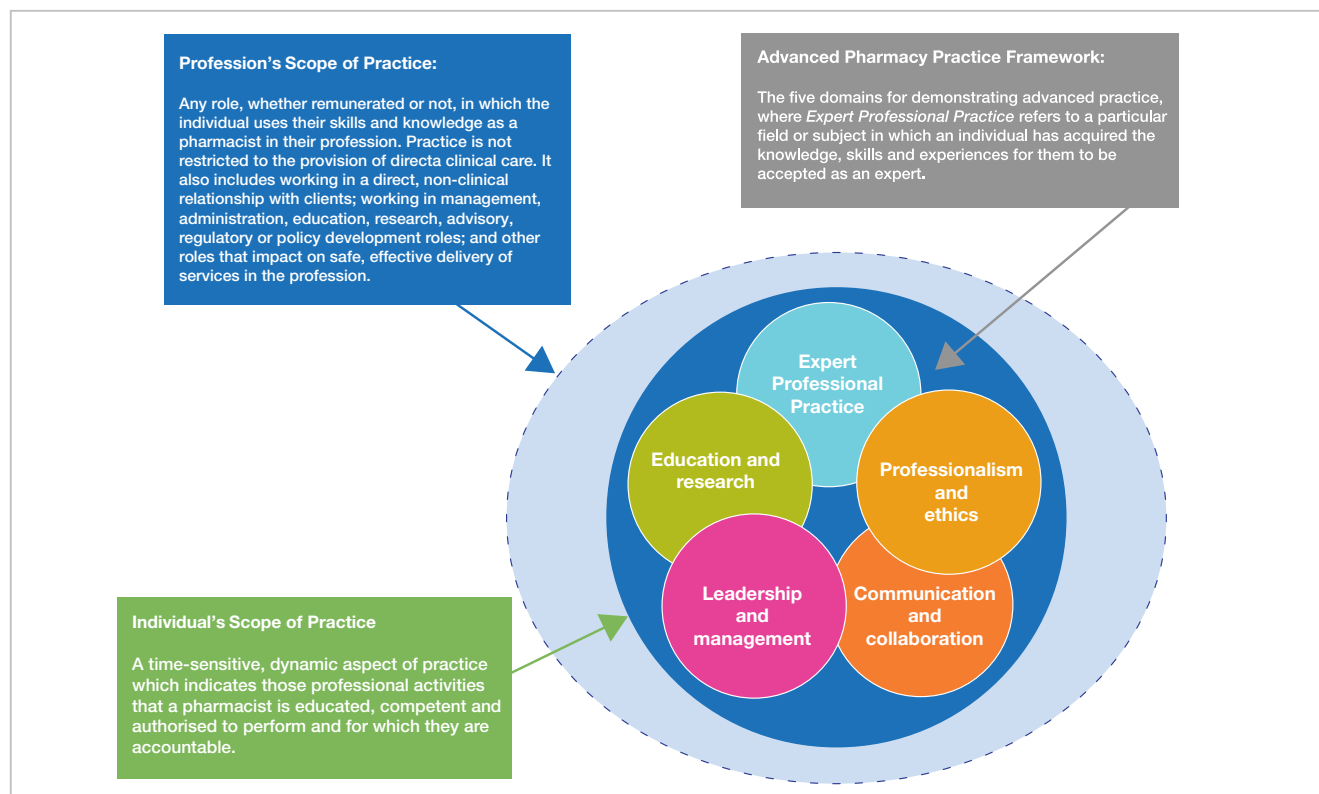 Profession's Scope of Practice:
Any role, whether remunerated or not, in which the
individual uses their skills and knowledge as a
pharmacist in their profession. Practice is not
restricted to the provision of directa clinical care. It
also includes working in a direct, non-clinical
relationship with clients; working in management,
administration, education, research, advisory,
regulatory or policy development roles; and other
roles that impact on safe, effective delivery of
services in the profession.
Advanced Pharmacy Practice Framework:
The five domains for demonstrating advanced practice,
where Expert Professional Practice refers to a particular
field or subject in which an individual has acquired the
knowledge, skills and experiences for them to be
accepted as an expert.
Expert
Professional
Practice
Education and
research
Professionalism
and
ethics
Leadership
and
management
Communication
and
collaboration
Individual's Scope of Practice
A time-sensitive, dynamic aspect of practice
which indicates those professional activities
that a pharmacist is educated, competent and
authorised to perform and for which they are
accountable.